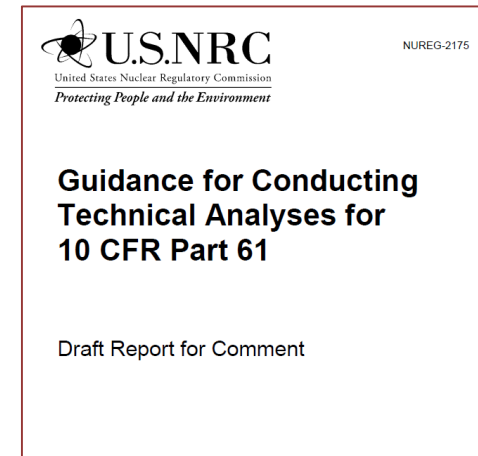 U.S.NRC
NUREG-2175
United States Nuclear Regulatory Commission
Protecting People and the Environment
Guidance for Conducting
Technical Analyses for
10 CFR Part 61
Draft Report for Comment